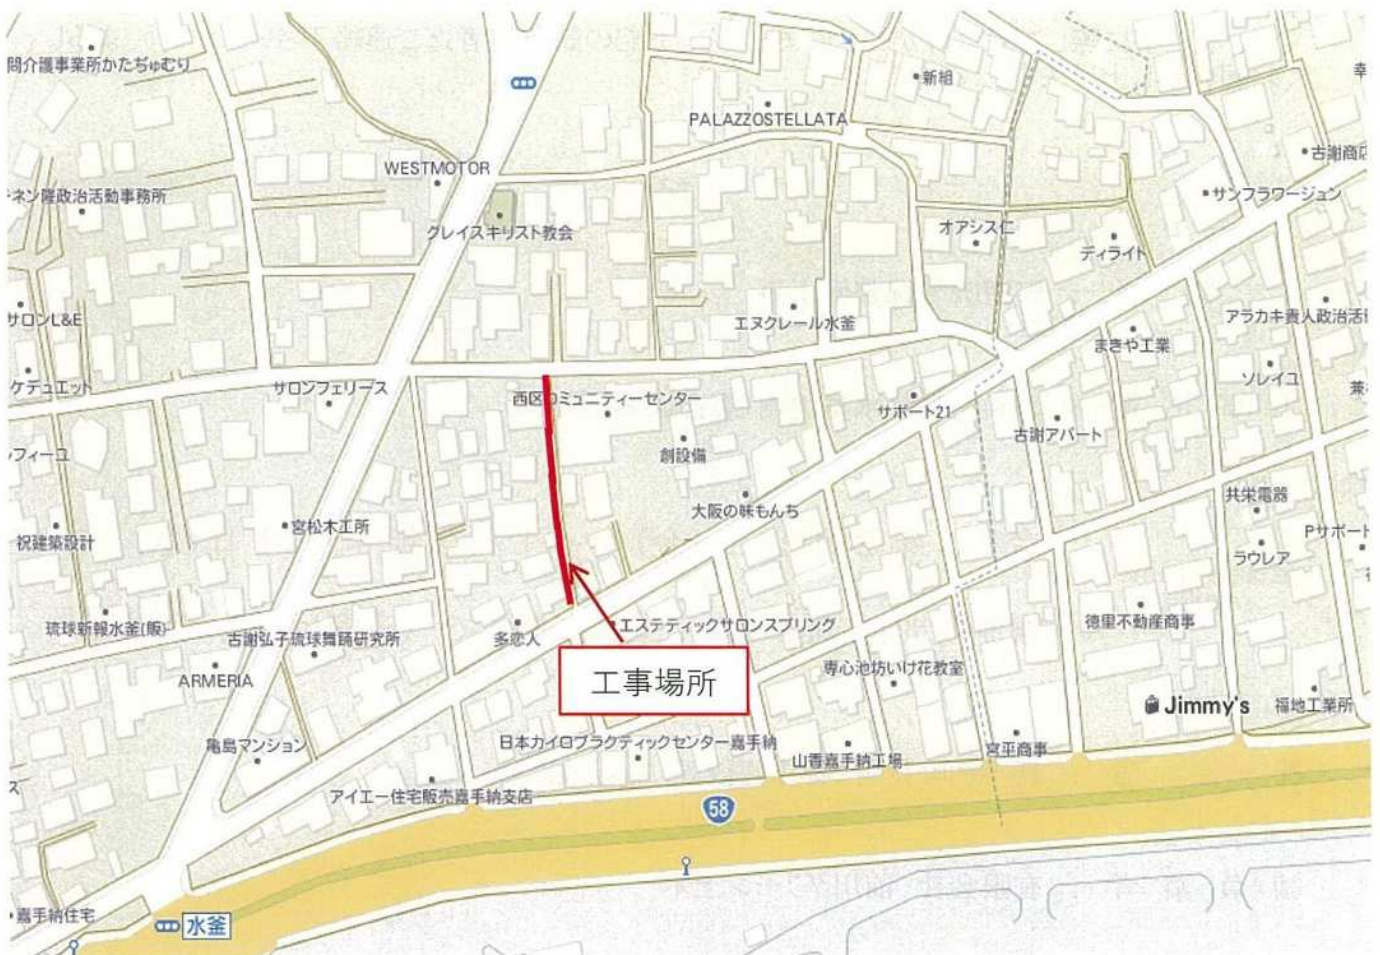 問介護事業所かたぢゅむり
新組
PALAZZOSTELLATA
WESTMOTOR
古謝商店
ネン隆政治活動事務所
サンフラワージュン
グレイスキリスト教会
オアシス仁
ディライト
サロンL&E
エヌクレール水釜
アラカキ貴人政治活
まきや工業
ケデュエット
サロンフェリース
西区コミュニティーセンター
ソレイユ
サポート21
古謝アパート
フィーユ
創設備
大阪の味もんち
共栄電器
宮松木工所
祝建築設計
Pサポート
ラウレア
琉球新報水釜(販)
古謝弘子琉球舞踊研究所
多恋人
エステティックサロンスプリング
徳里不動産商事
ARMERIA
工事場所
専心池坊いけ花教室
Jimmy's
福地工業所
亀島マンション
日本カイロプラクティックセンター嘉手納
山香嘉手納工場
宮平商事
アイエー住宅販売嘉手納支店
58
嘉手納住宅
水釜